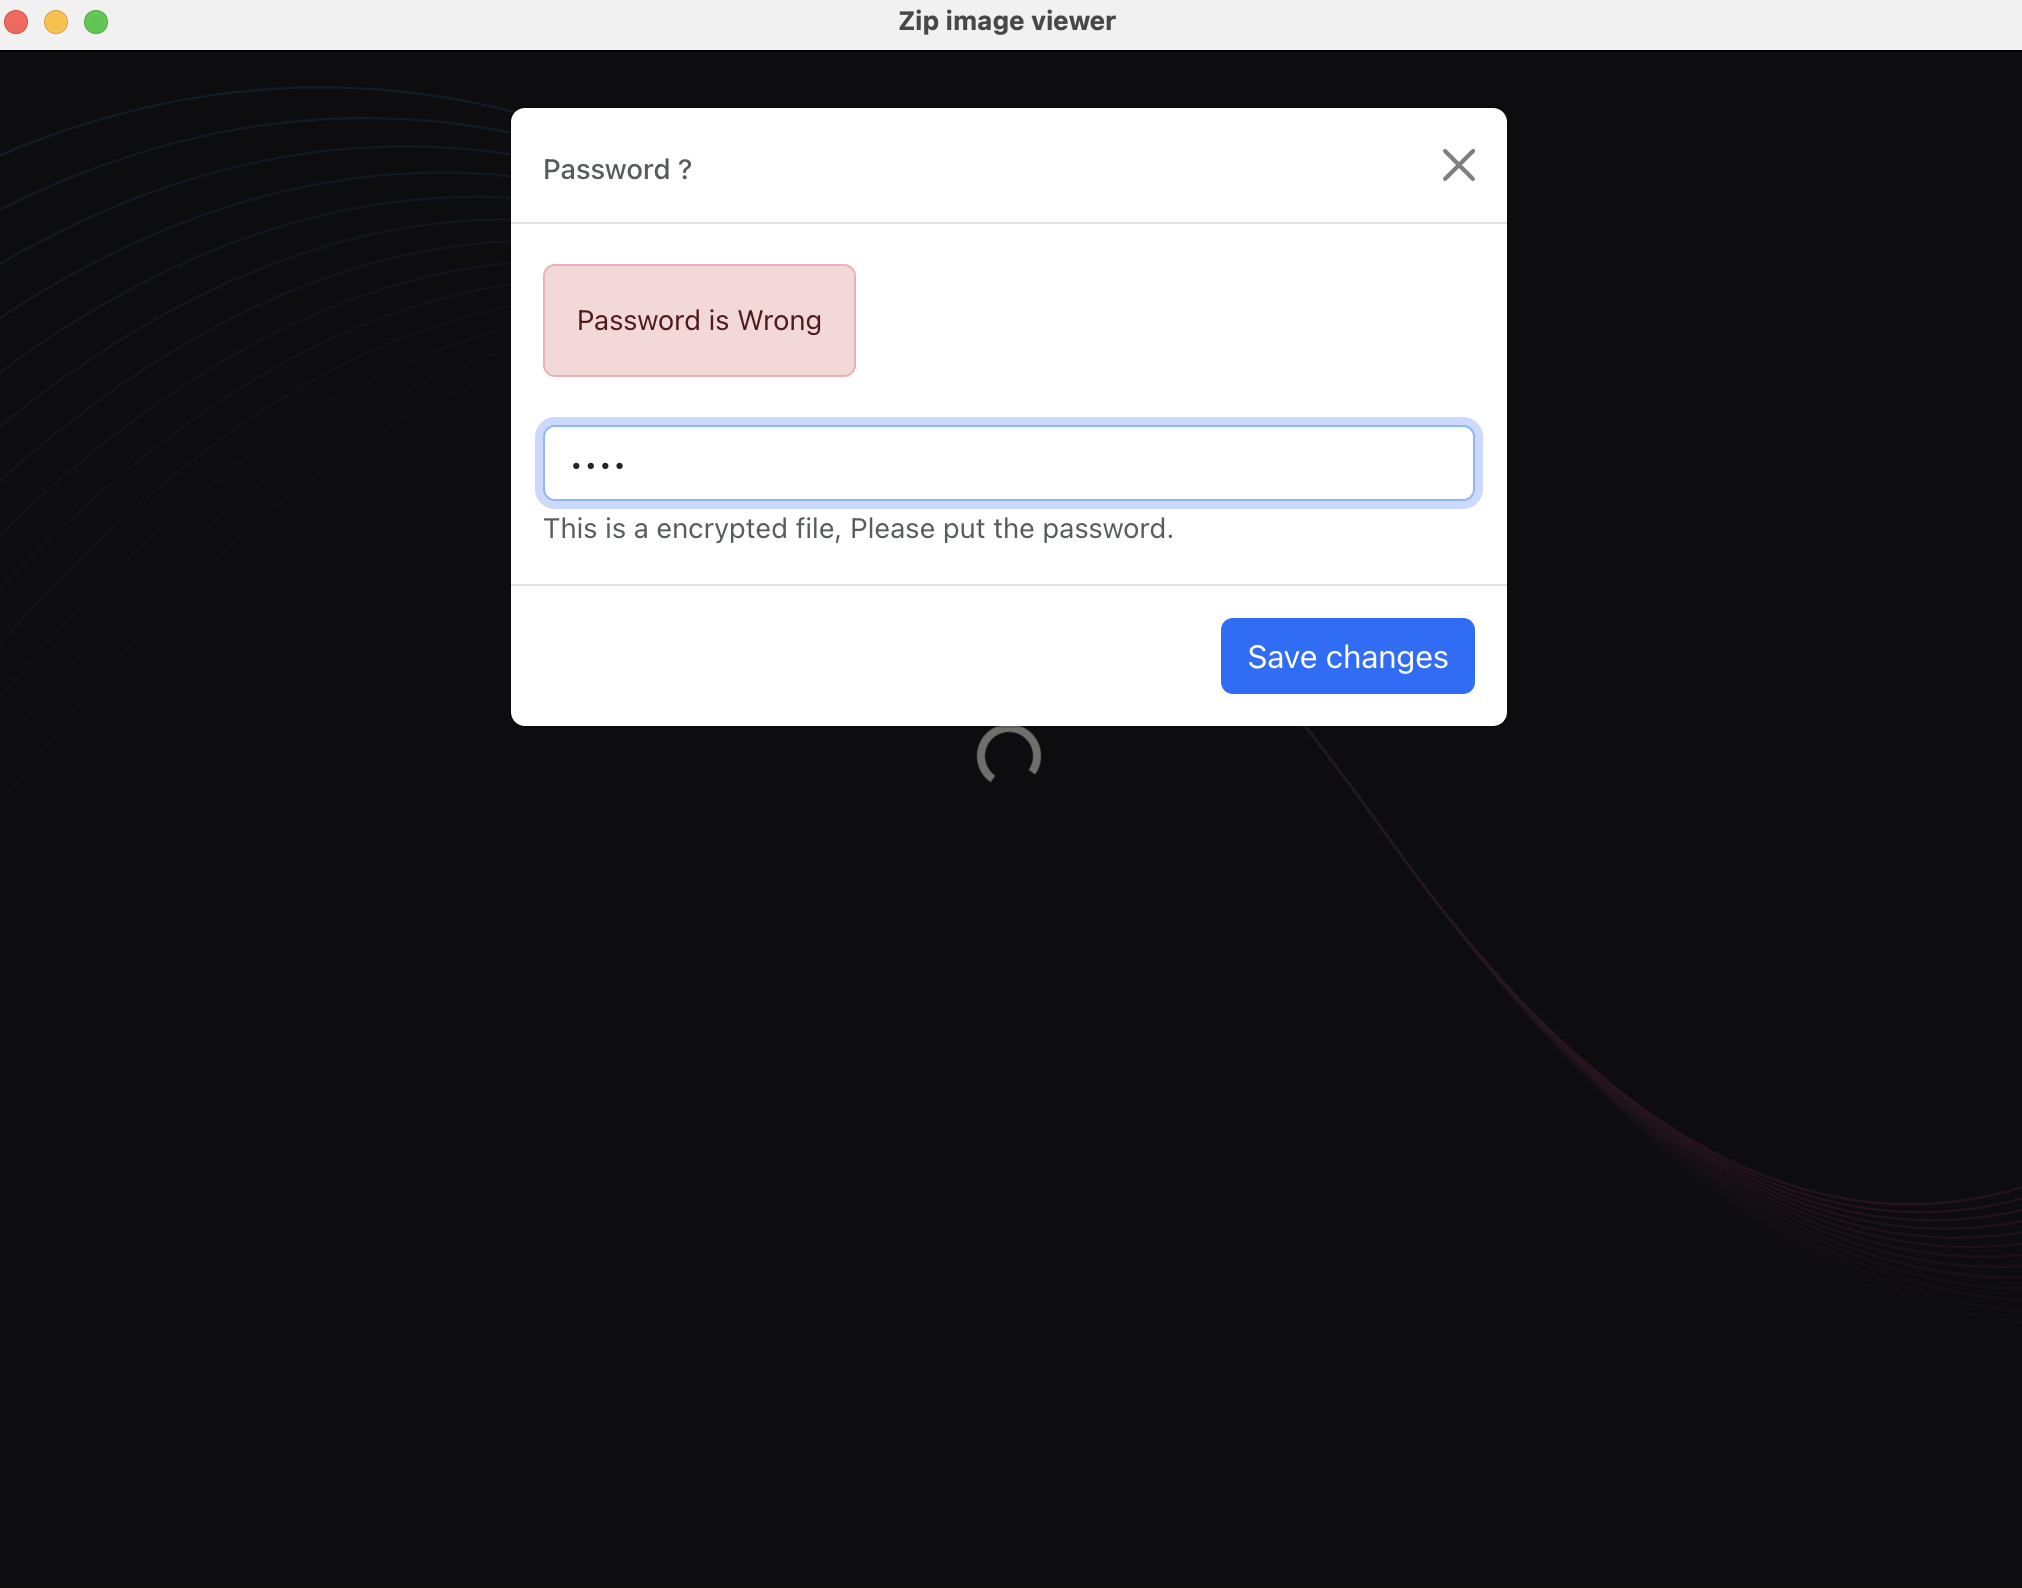 Zip image viewer
Password ?
Password is Wrong
••••
This is a encrypted file, Please put the password.
Save changes